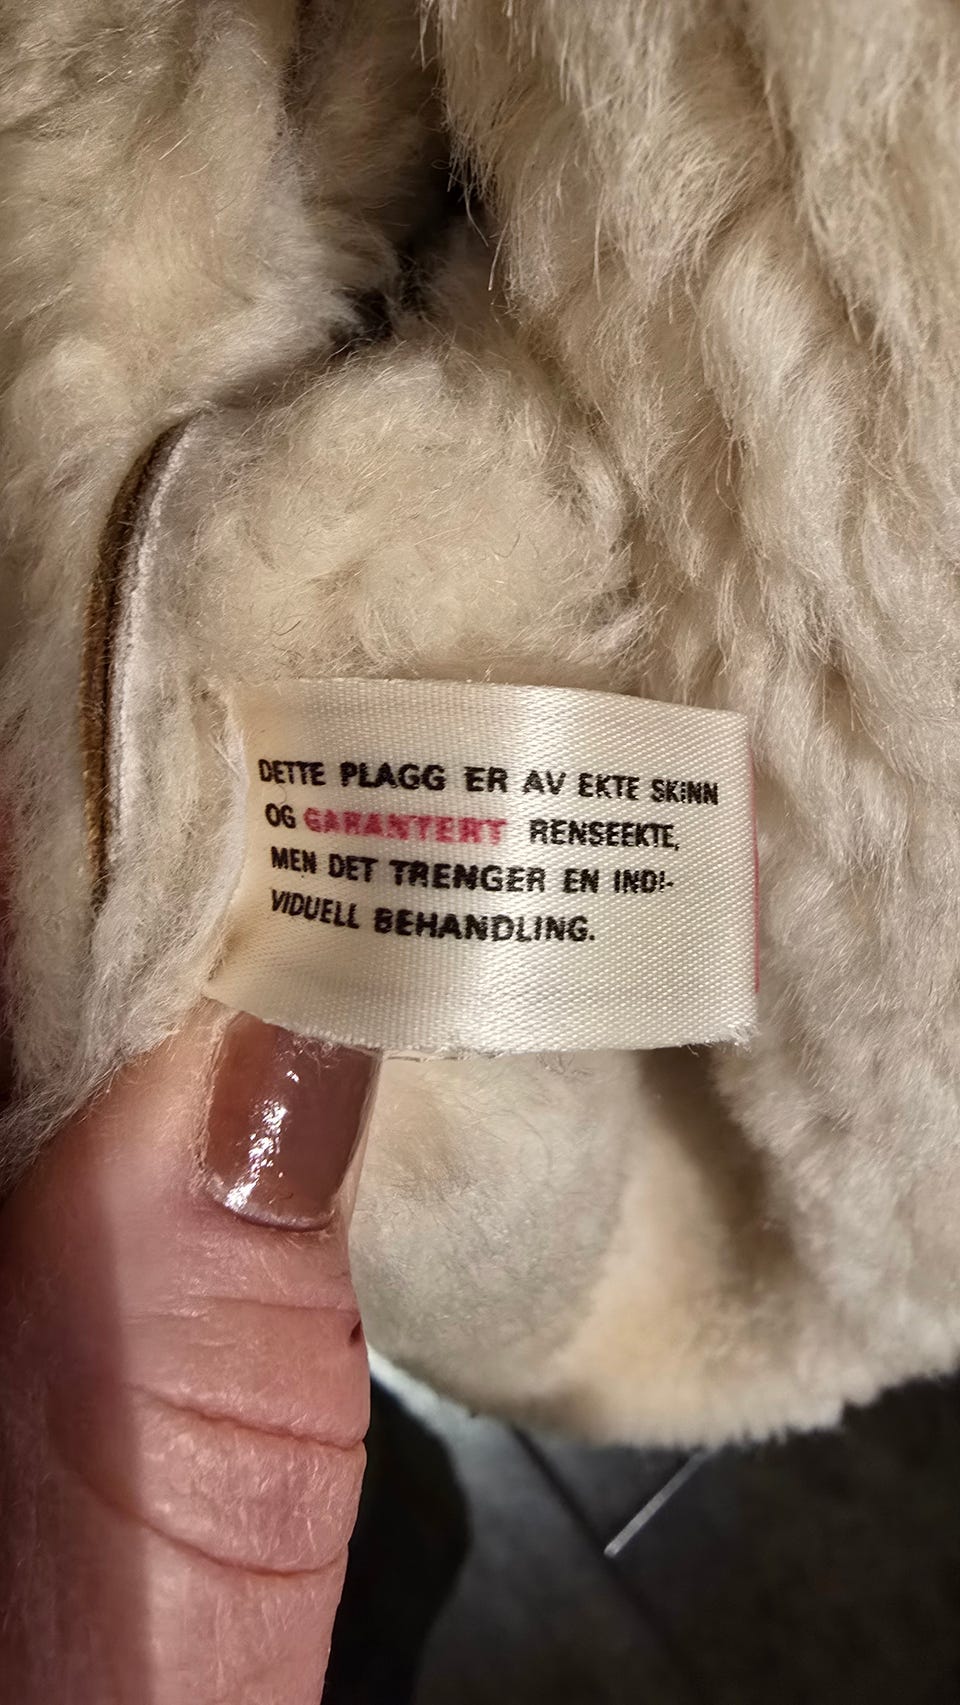 DETTE PLAGG ER AV EKTE SKINN
OG GARANTERT RENSEEKTE,
MEN DET TRENGER EN INDI-
VIDUELL BEHANDLING.